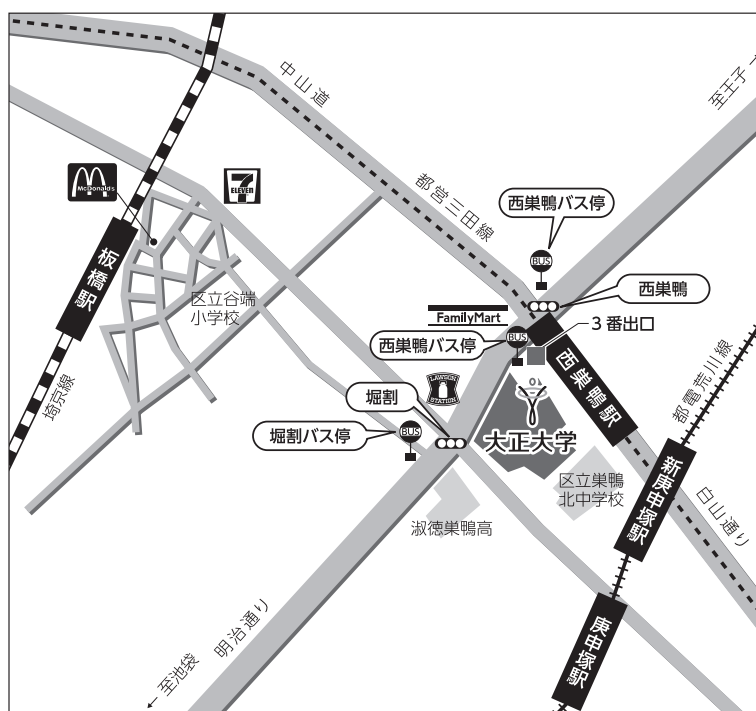 中山道
至王子→
McDonald's
7
ELEVEN
都営三田線
西巣鴨バス停
BUS
板橋駅
区立谷端
小学校
西巣鴨
FamilyMart
3番出口
西巣鴨バス停
BUS
西巣鴨駅
都電荒川線
埼京線
LAWSON
STATION
堀割
堀割バス停
BUS
大正大学
区立巣鴨
北中学校
新庚申塚駅
白山通り
淑徳巣鴨高
庚申塚駅
明治通り
←至池袋